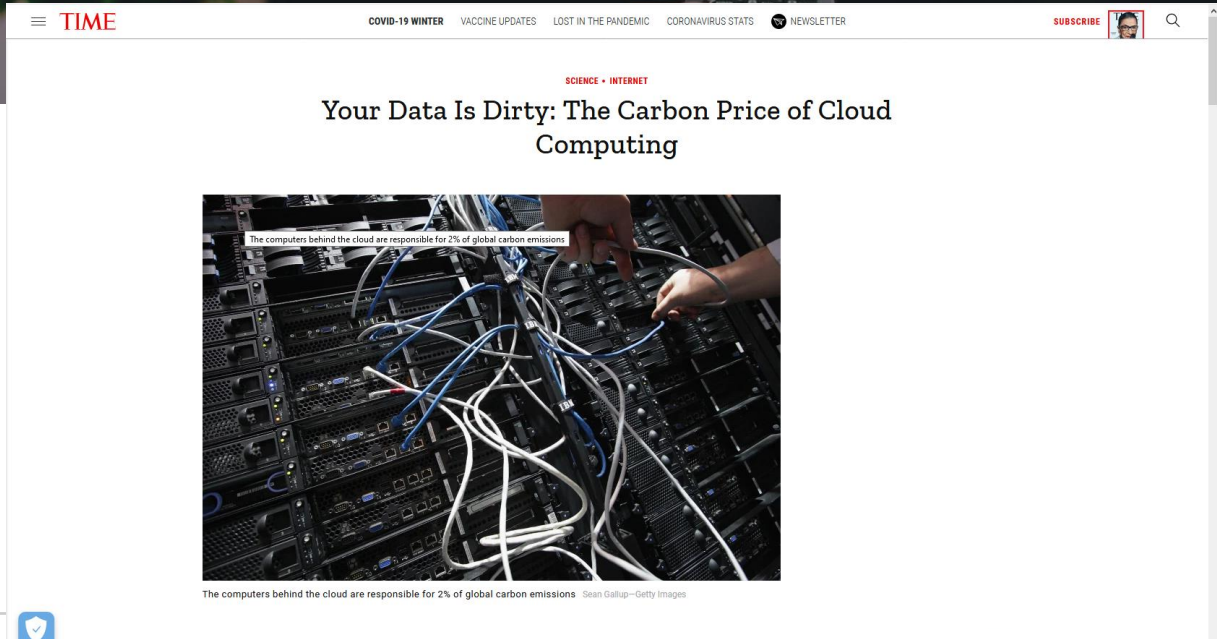 TIME
COVID-19 WINTER VACCINE UPDATES LOST IN THE PANDEMIC CORONAVIRUS STATS NEWSLETTER
SUBSCRIBE
SCIENCE • INTERNET
Your Data Is Dirty: The Carbon Price of Cloud
Computing
The computers behind the cloud are responsible for 2% of global carbon emissions
The computers behind the cloud are responsible for 2% of global carbon emissions Sean Gallup—Getty Images